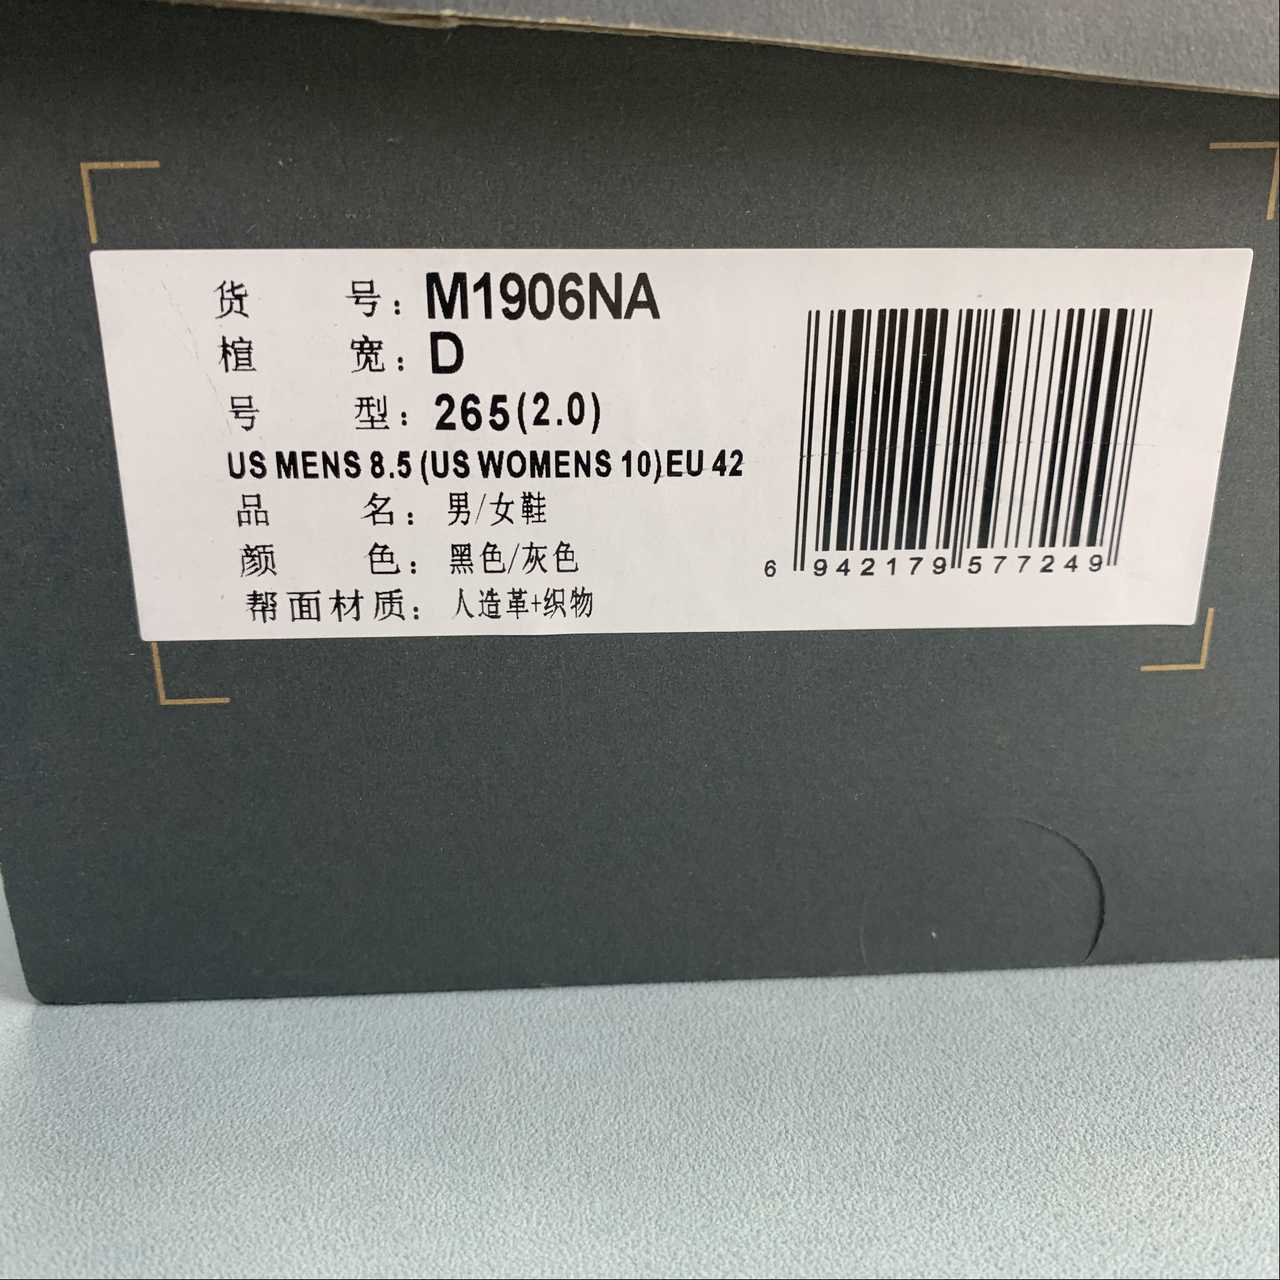 货 号：M1906NA
楦 宽：D
号 型：265(2.0)
US MENS 8.5 (US WOMENS 10) EU 42
品 名：男/女鞋
颜 色：黑色/灰色
帮面材质：人造革+织物
6 942179 577249